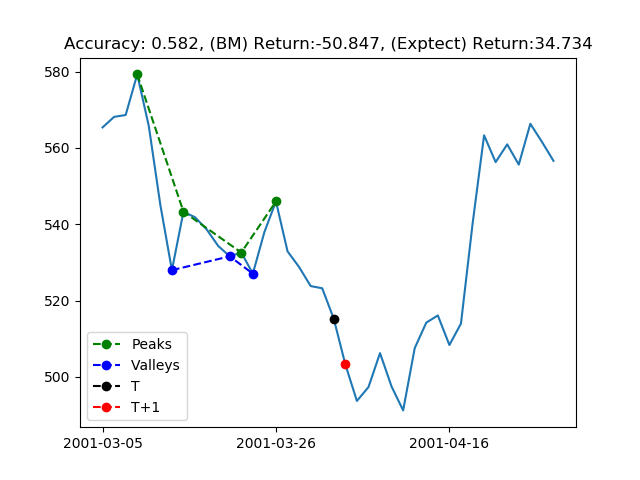 Accuracy: 0.582, (BM) Return:-50.847, (Exptect) Return:34.734
580
560
540
520
500
Peaks
Valleys
T
T+1
2001-03-05 2001-03-26 2001-04-16